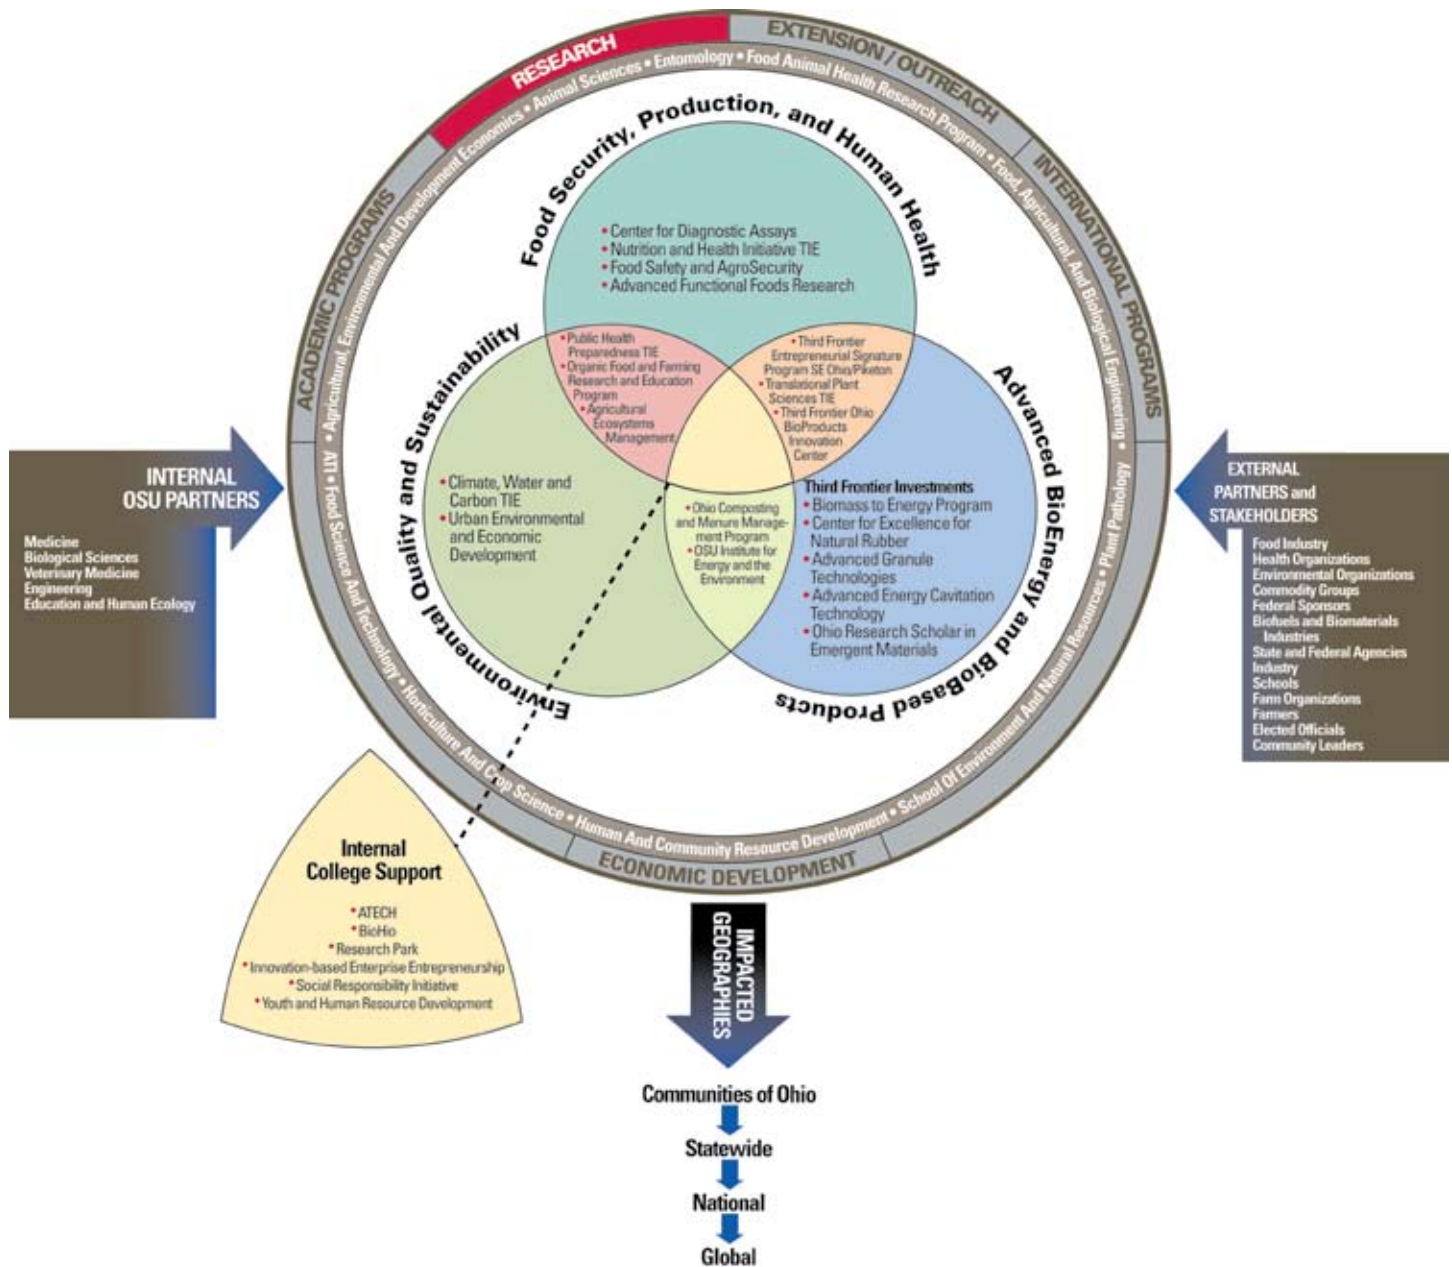 RESEARCH
EXTENSION / OUTREACH
INTERNATIONAL PROGRAMS
ACADEMIC PROGRAMS
ECONOMIC DEVELOPMENT
• Agricultural, Environmental And Development Economics • Animal Sciences • Entomology • Food Animal Health Research Program • Food, Agricultural, And Biological Engineering •
ATI • Food Science And Technology • Horticulture And Crop Science • Human And Community Resource Development • School Of Environment And Natural Resources • Plant Pathology
Food Security, Production, and Human Health
• Center for Diagnostic Assays
• Nutrition and Health Initiative TIE
• Food Safety and AgroSecurity
• Advanced Functional Foods Research
Environmental Quality and Sustainability
• Climate, Water and
Carbon TIE
• Urban Environmental
and Economic
Development
• Public Health
Preparedness TIE
• Organic Food and Farming
Research and Education
Program
• Agricultural
Ecosystems
Management
• Third Frontier
Entrepreneurial Signature
Program SE Ohio/Piketon
• Translational Plant
Sciences TIE
• Third Frontier Ohio
BioProducts
Innovation
Center
Advanced BioEnergy and BioBased Products
Third Frontier Investments
• Biomass to Energy Program
• Center for Excellence for
Natural Rubber
• Advanced Granule
Technologies
• Advanced Energy Cavitation
Technology
• Ohio Research Scholar in
Emergent Materials
• Ohio Composting
and Manure Manage-
ment Program
• OSU Institute for
Energy and the
Environment
INTERNAL
OSU PARTNERS
Medicine
Biological Sciences
Veterinary Medicine
Engineering
Education and Human Ecology
EXTERNAL
PARTNERS and
STAKEHOLDERS
Food Industry
Health Organizations
Environmental Organizations
Commodity Groups
Federal Sponsors
Biofuels and Biomaterials
Industries
State and Federal Agencies
Industry
Schools
Farm Organizations
Farmers
Elected Officials
Community Leaders
Internal
College Support
• ATECH
• BioHio
• Research Park
• Innovation-based Enterprise Entrepreneurship
• Social Responsibility Initiative
• Youth and Human Resource Development
IMPACTED
GEOGRAPHIES
Communities of Ohio
Statewide
National
Global